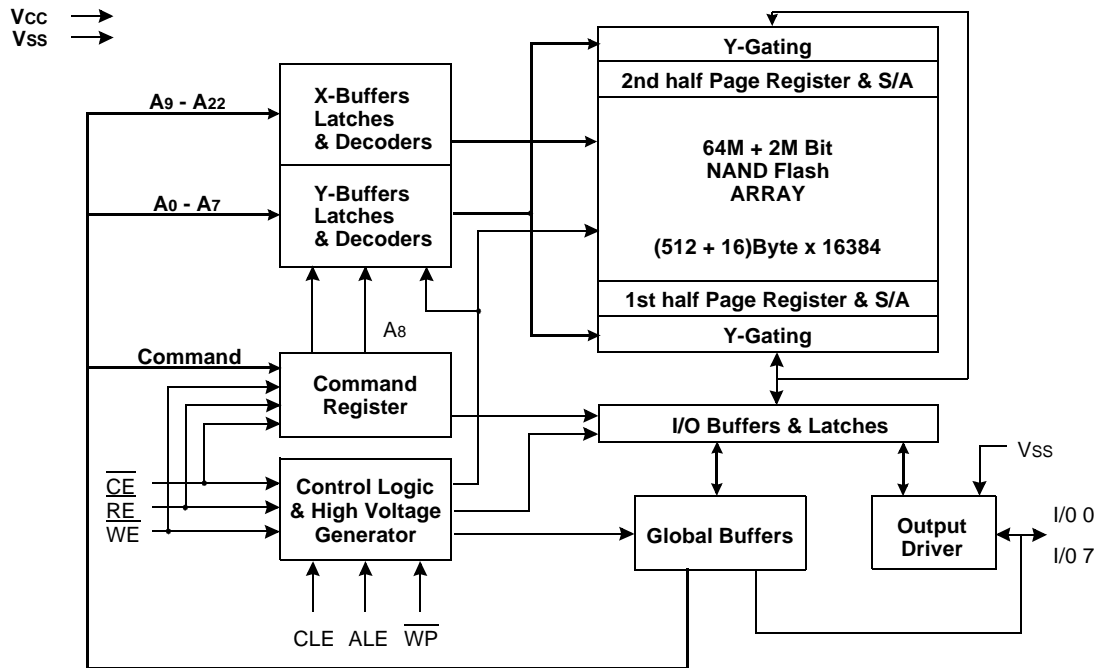 VCC
VSS
A9 - A22
A0 - A7
X-Buffers
Latches
& Decoders
Y-Buffers
Latches
& Decoders
A8
Command
Command
Register
CE
RE
WE
Control Logic
& High Voltage
Generator
CLE
ALE
WP
Y-Gating
2nd half Page Register & S/A
64M + 2M Bit
NAND Flash
ARRAY
(512 + 16)Byte x 16384
1st half Page Register & S/A
Y-Gating
I/O Buffers & Latches
VSS
Global Buffers
Output
Driver
I/0 0
I/0 7